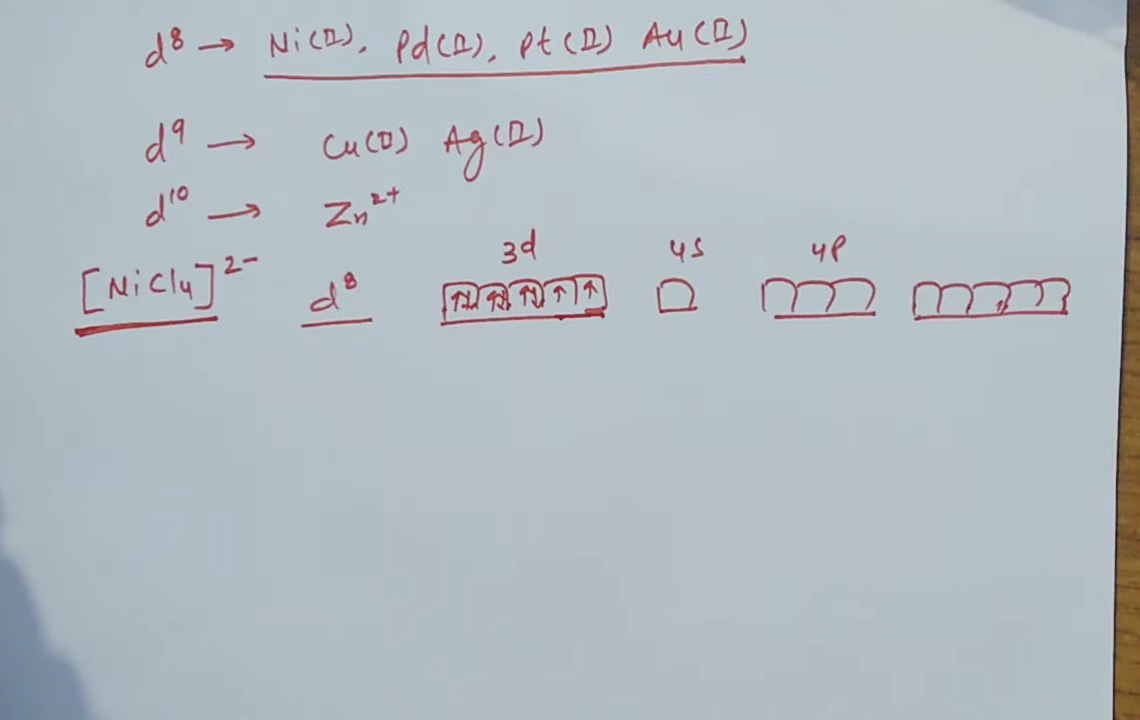 d⁸ → Ni(II), Pd(II), Pt(II) Au(II)
d⁹ → Cu(II) Ag(II)
d¹⁰ → Zn²⁺
3d 4s 4p
[NiCl₄]²⁻ d⁸ ↑↓ ↑↓ ↑↓ ↑ ↑